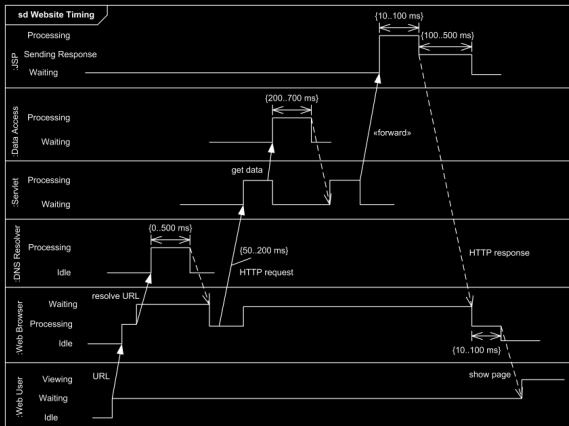 sd Website Timing
:JSP
Processing
Sending Response
Waiting
{10..100 ms}
{100..500 ms}
:Data Access
Processing
Waiting
{200..700 ms}
«forward»
:Servlet
Processing
Waiting
get data
:DNS Resolver
Processing
Idle
{0..500 ms}
{50..200 ms}
HTTP request
HTTP response
:Web Browser
Waiting
Processing
Idle
resolve URL
{10..100 ms}
:Web User
Viewing
Waiting
Idle
URL
show page